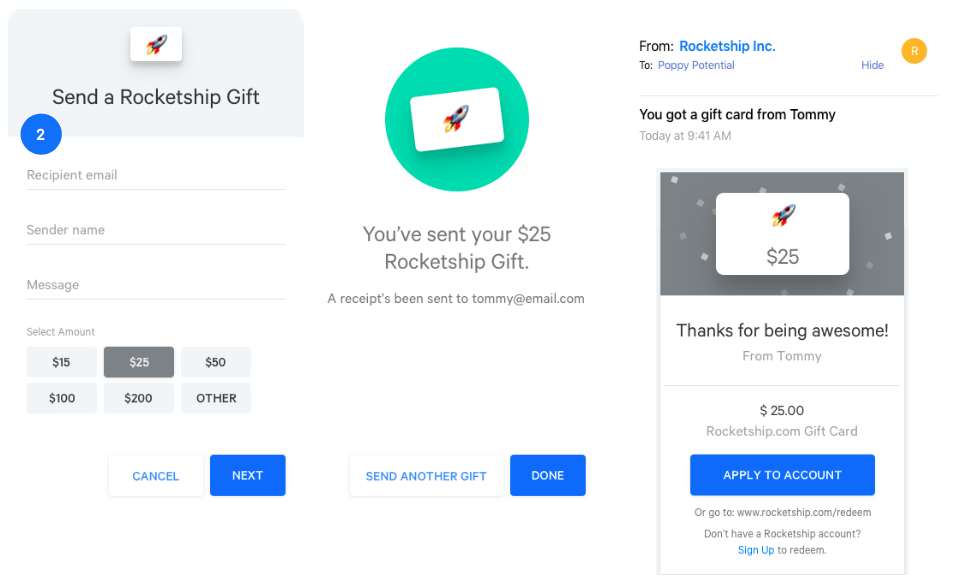 Send a Rocketship Gift
2
Recipient email
Sender name
Message
Select Amount
$15 $25 $50
$100 $200 OTHER
CANCEL NEXT
You’ve sent your $25
Rocketship Gift.
A receipt’s been sent to tommy@email.com
SEND ANOTHER GIFT DONE
From: Rocketship Inc.
R
To: Poppy Potential Hide
You got a gift card from Tommy
Today at 9:41 AM
$25
Thanks for being awesome!
From Tommy
$ 25.00
Rocketship.com Gift Card
APPLY TO ACCOUNT
Or go to: www.rocketship.com/redeem
Don’t have a Rocketship account?
Sign Up to redeem.